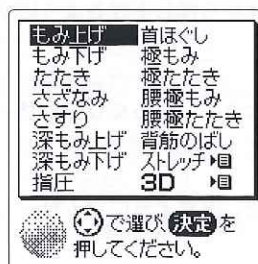 もみ上げ 首ほぐし
もみ下げ 極もみ
たたき 極たたき
さざなみ 腰極もみ
さすり 腰極たたき
深もみ上げ 背筋のばし
深もみ下げ ストレッチ
指圧 3D
で選び、決定を
押してください。